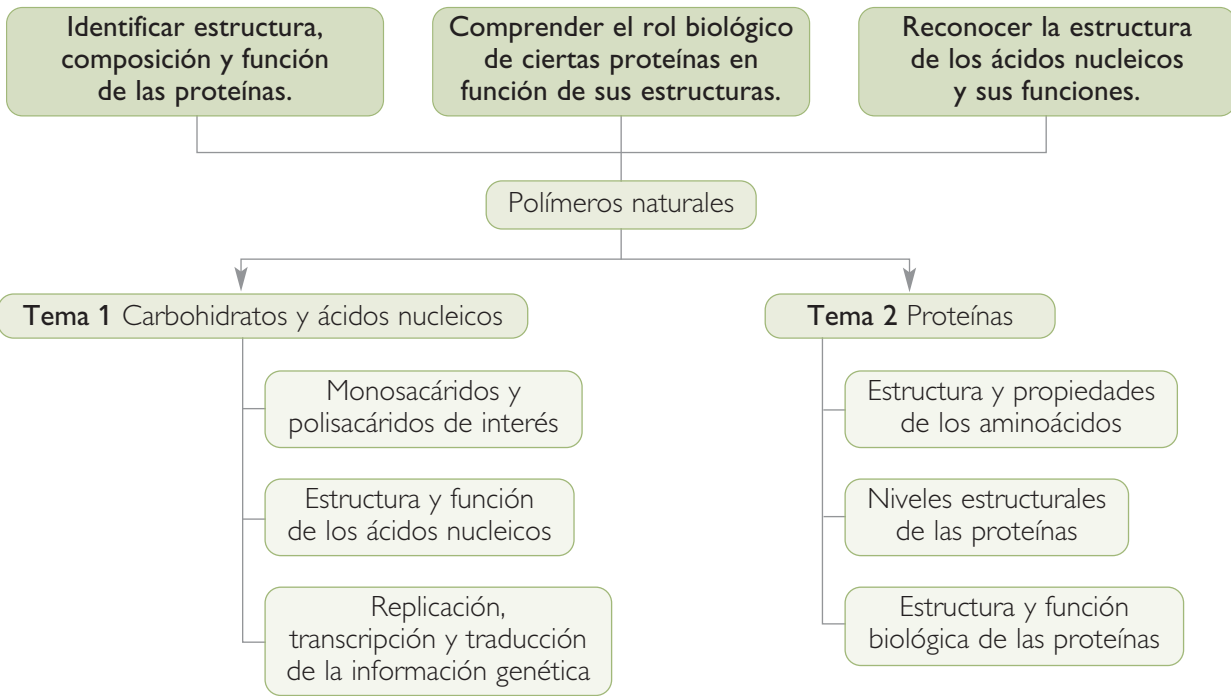 Identificar estructura,
composición y función
de las proteínas.
Comprender el rol biológico
de ciertas proteínas en
función de sus estructuras.
Reconocer la estructura
de los ácidos nucleicos
y sus funciones.
Polímeros naturales
Tema 1 Carbohidratos y ácidos nucleicos
Monosacáridos y
polisacáridos de interés
Estructura y función
de los ácidos nucleicos
Replicación,
transcripción y traducción
de la información genética
Tema 2 Proteínas
Estructura y propiedades
de los aminoácidos
Niveles estructurales
de las proteínas
Estructura y función
biológica de las proteínas